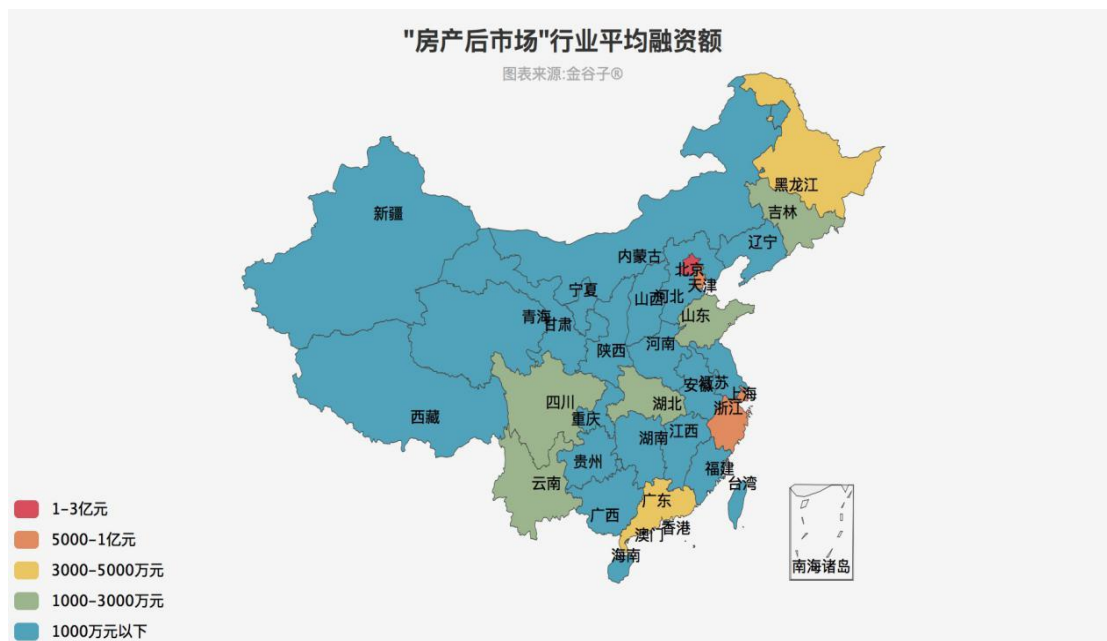 "房产后市场"行业平均融资额
图表来源:金谷子®
黑龙江
吉林
新疆
辽宁
内蒙古
北京
天津
宁夏
山西
河北
青海
甘肃
山东
陕西
河南
安徽
江苏
上海
四川
湖北
浙江
西藏
重庆
湖南
江西
贵州
福建
云南
台湾
广西
广东
香港
澳门
海南
南海诸岛
1-3亿元
5000-1亿元
3000-5000万元
1000-3000万元
1000万元以下